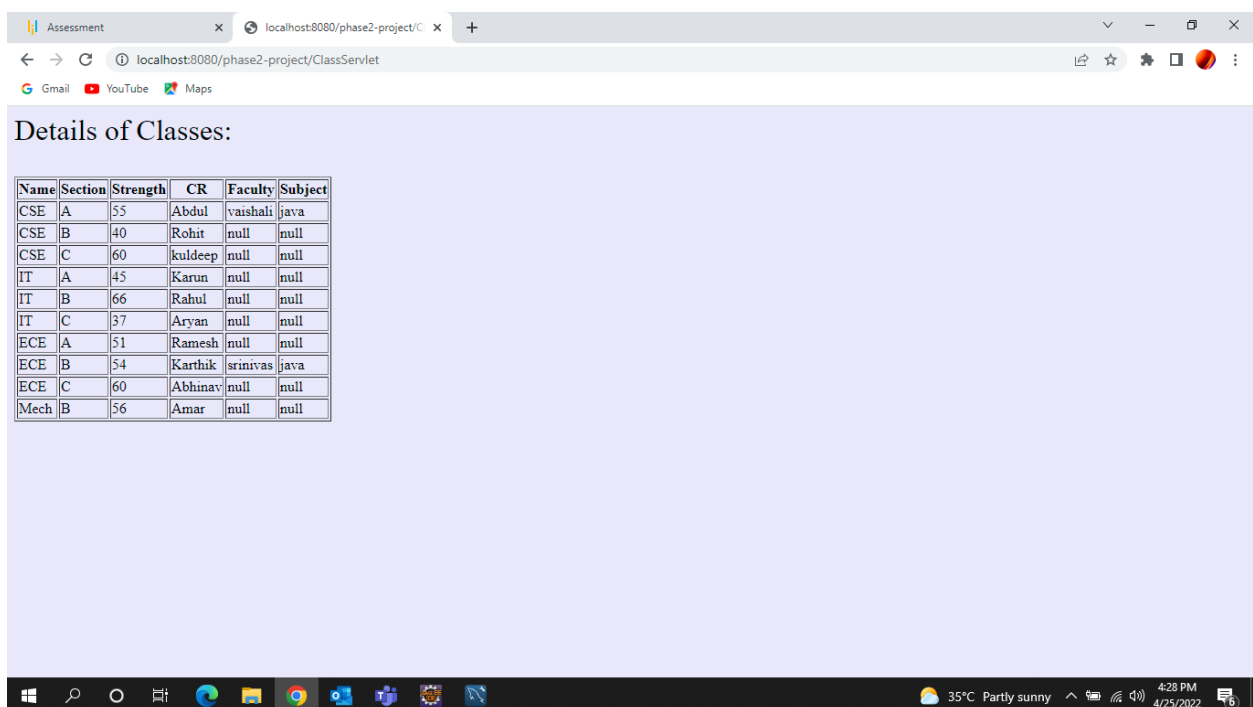 Assessment
localhost:8080/phase2-project/Cl
localhost:8080/phase2-project/ClassServlet
Gmail YouTube Maps
Details of Classes:
Name Section Strength CR Faculty Subject
CSE A 55 Abdul vaishali java
CSE B 40 Rohit null null
CSE C 60 kuldeep null null
IT A 45 Karun null null
IT B 66 Rahul null null
IT C 37 Aryan null null
ECE A 51 Ramesh null null
ECE B 54 Karthik srinivas java
ECE C 60 Abhinav null null
Mech B 56 Amar null null
35°C Partly sunny
4:28 PM
4/25/2022
6